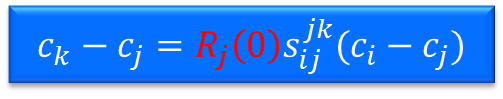 $c_k - c_j = R_j(0)s_{ij}^{jk}(c_i - c_j)$